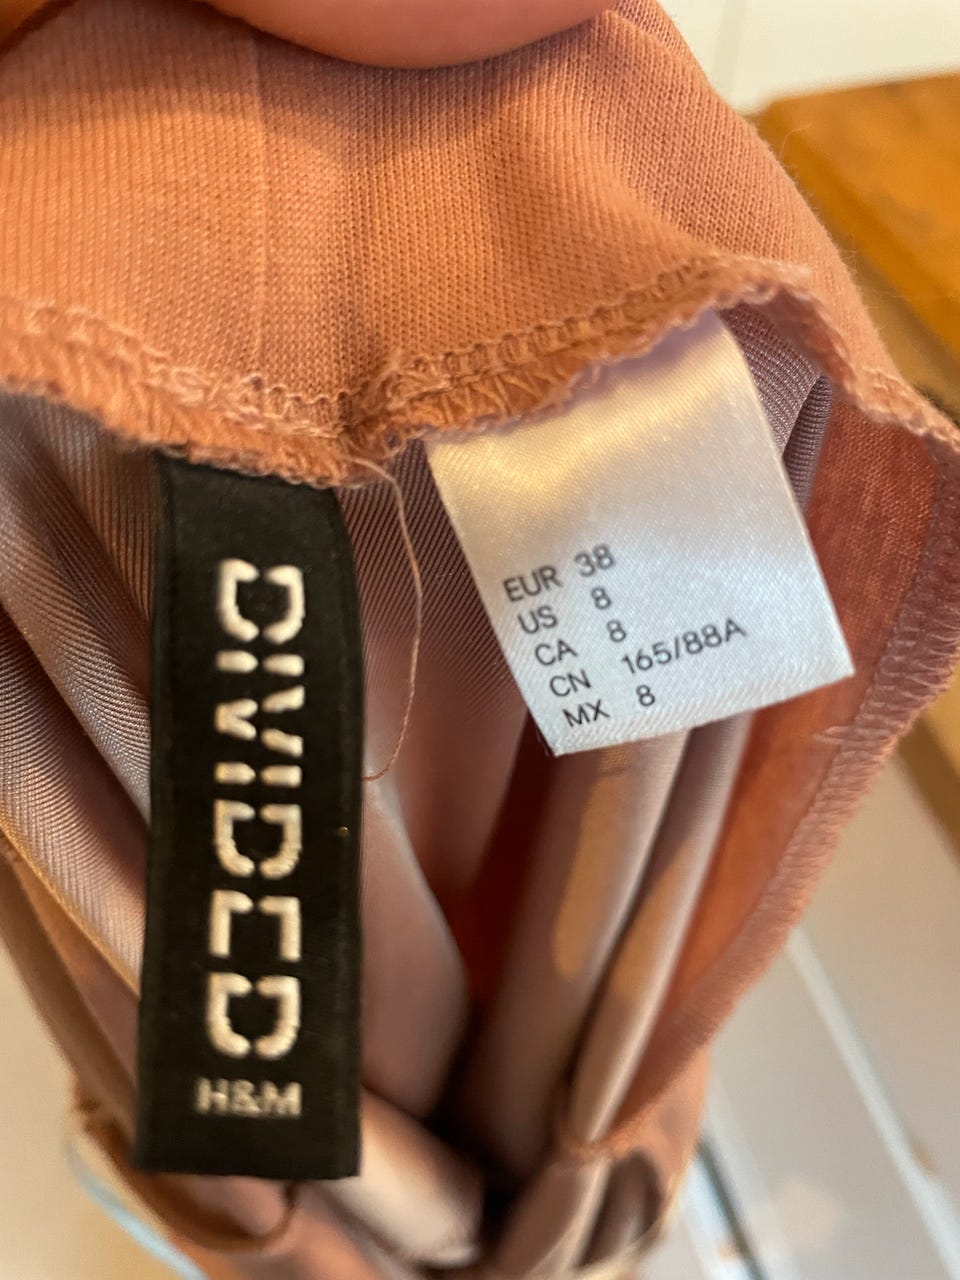 DIVIDED
H&M
EUR 38
US 8
CA 8
CN 165/88A
MX 8